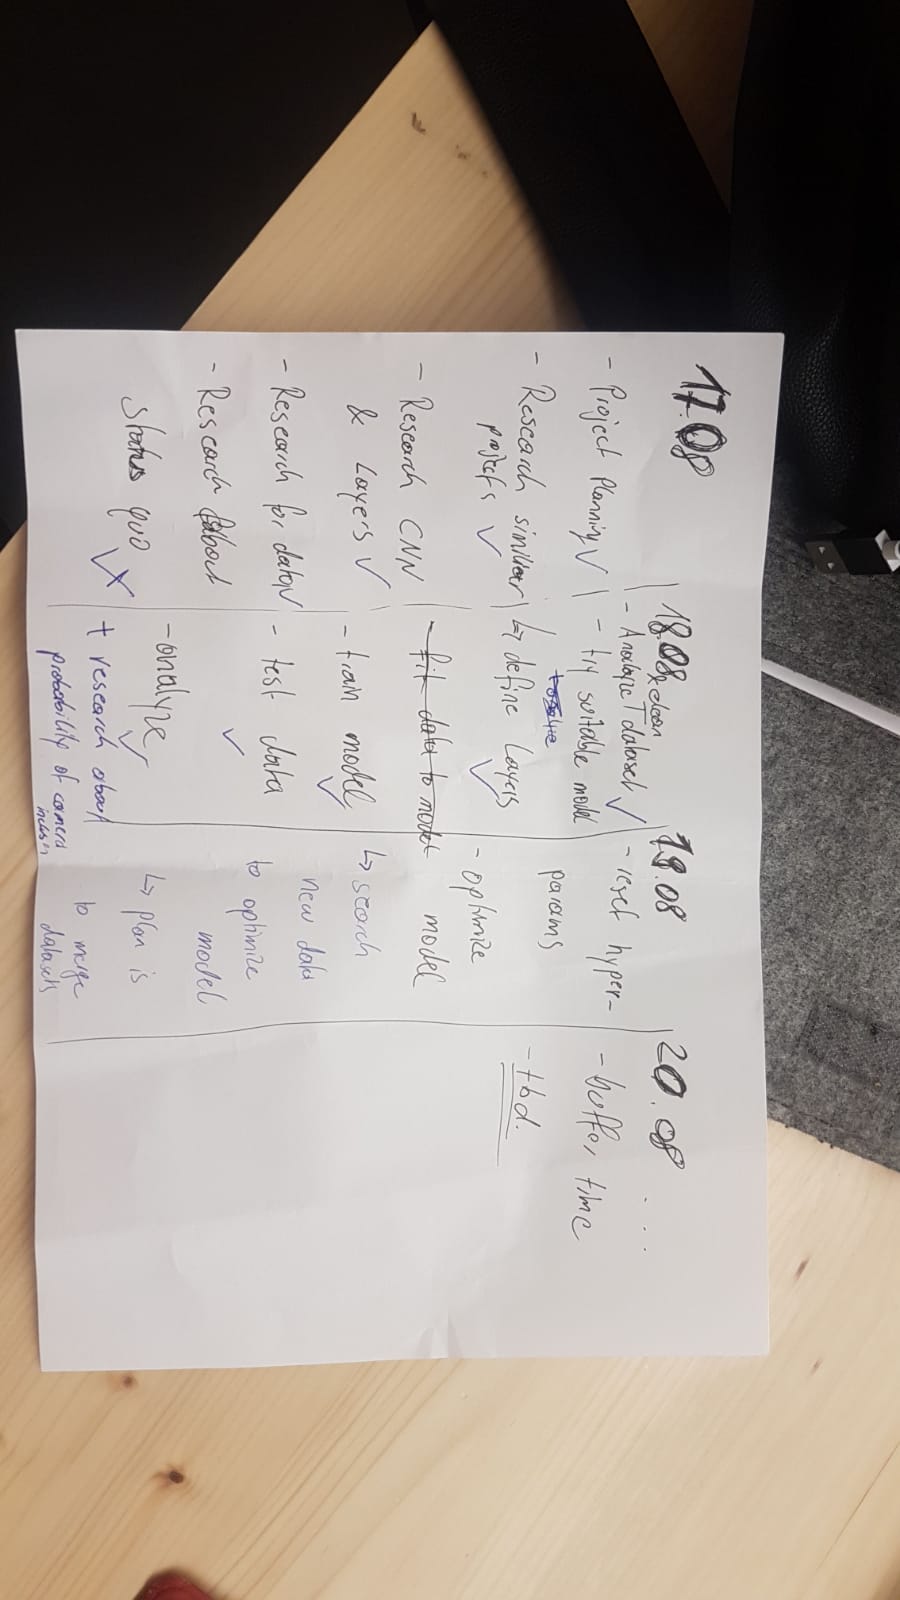 17.08
- Project Planning ✓
- Research similar
projects ✓
- Research CNN
& Layers ✓
- Research for data ✓
- Research about
status quo
18.08
& clean
- Analyze dataset ✓
- try suitable model
↳ define Layers ✓
- fit data to model
- train model ✓
- test data ✓
- analyze ✓
+ research about
probability of camera
19.08
- reset hyper-
params
- optimize
model
↳ search
new data
to optimize
model
↳ plan is
to merge
datasets
20.08 ...
- buffer time
- tbd.